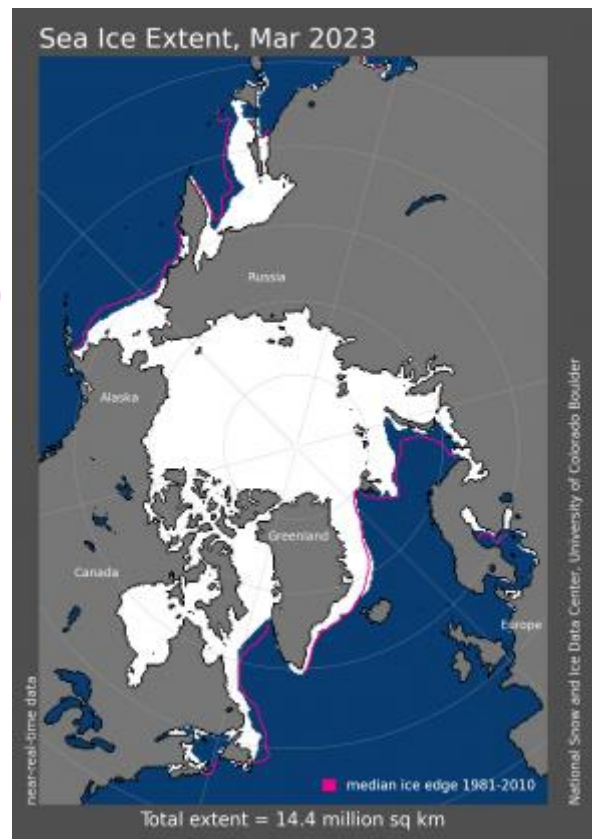 Sea Ice Extent, Mar 2023
Russia
Alaska
Greenland
Canada
Europe
near-real-time data
National Snow and Ice Data Center, University of Colorado Boulder
median ice edge 1981-2010
Total extent = 14.4 million sq km